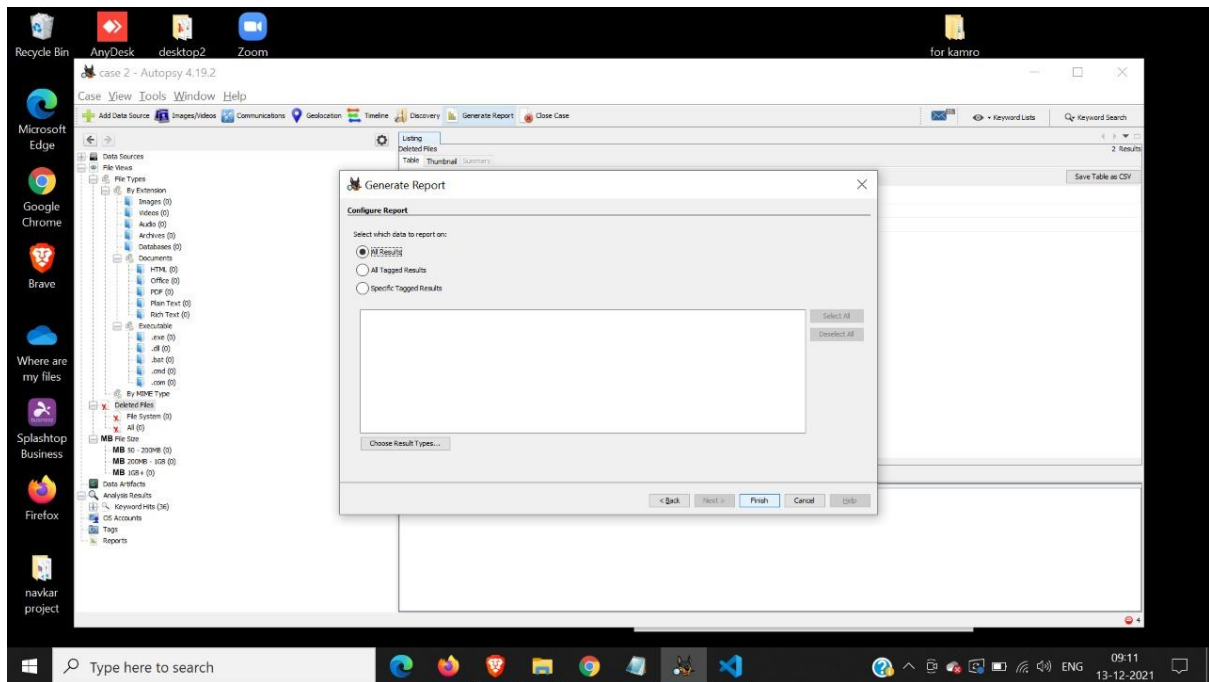 Recycle Bin
AnyDesk
desktop2
Zoom
for kamro
Microsoft
Edge
Google
Chrome
Brave
Where are
my files
Splashtop
Business
Firefox
navkar
project
case 2 - Autopsy 4.19.2
Case View Tools Window Help
Add Data Source Images/Videos Communications Geolocation Timeline Discovery Generate Report Close Case Keyword Lists Keyword Search
Data Sources
File Views
File Types
By Extension
Images (0)
Videos (0)
Audio (0)
Archives (0)
Databases (0)
Documents
HTML (0)
Office (0)
PDF (0)
Plain Text (0)
Rich Text (0)
Executable
.exe (0)
.dll (0)
.bat (0)
.cmd (0)
.com (0)
By MIME Type
Deleted Files
File System (0)
All (0)
MB File Size
MB 50 - 200MB (0)
MB 200MB - 1GB (0)
MB 1GB+ (0)
Data Artifacts
Analysis Results
Keyword Hits (36)
OS Accounts
Tags
Reports
Listing
Deleted Files
2 Results
Table Thumbnail Summary
Save Table as CSV
Generate Report
Configure Report
Select which data to report on:
All Results
All Tagged Results
Specific Tagged Results
Select All
Deselect All
Choose Result Types...
< Back Next > Finish Cancel Help
4
Type here to search
ENG
09:11
13-12-2021